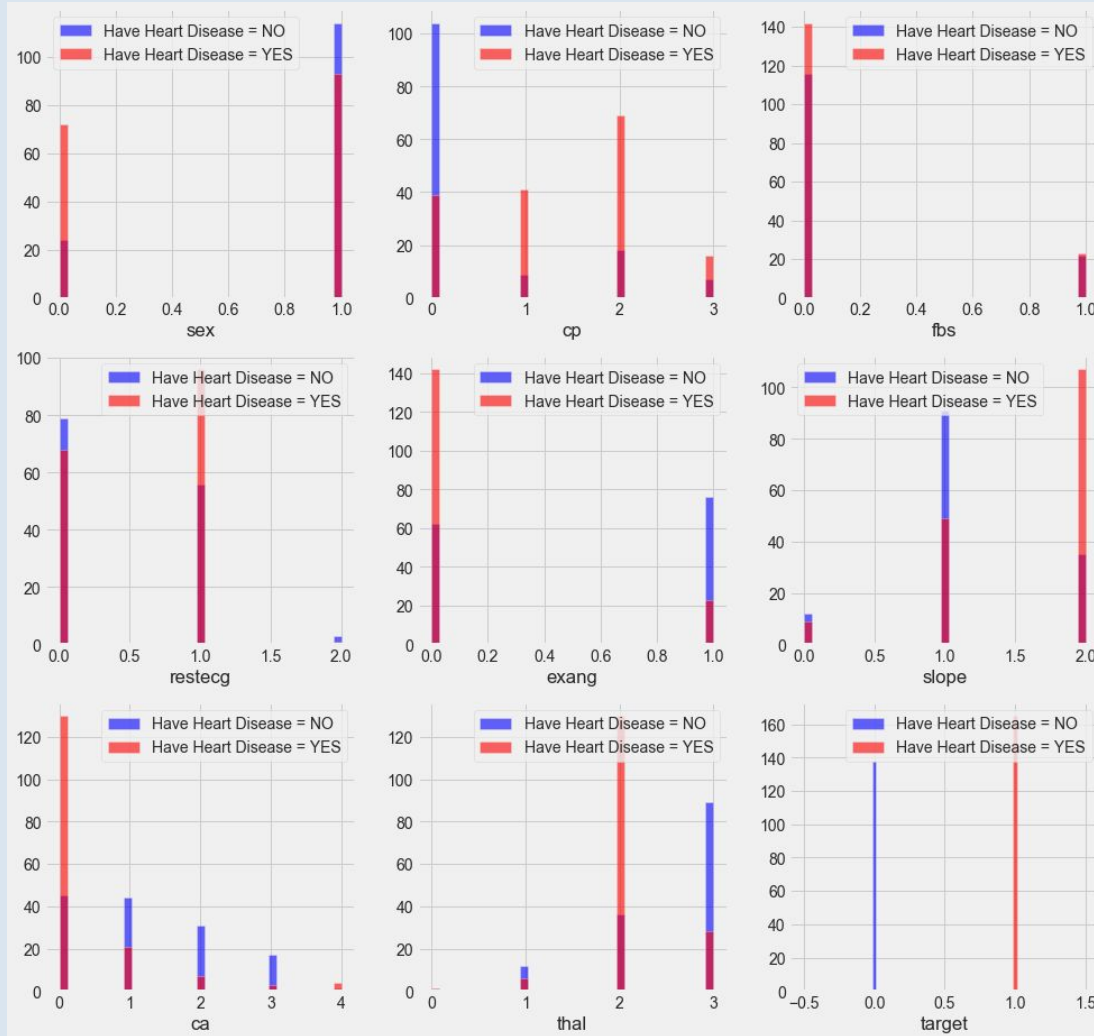 Have Heart Disease = NO
Have Heart Disease = YES
100
80
60
40
20
0
0.0 0.2 0.4 0.6 0.8 1.0
sex
Have Heart Disease = NO
Have Heart Disease = YES
100
80
60
40
20
0
0 1 2 3
cp
Have Heart Disease = NO
Have Heart Disease = YES
140
120
100
80
60
40
20
0
0.0 0.2 0.4 0.6 0.8 1.0
fbs
Have Heart Disease = NO
Have Heart Disease = YES
100
80
60
40
20
0
0.0 0.5 1.0 1.5 2.0
restecg
Have Heart Disease = NO
Have Heart Disease = YES
140
120
100
80
60
40
20
0
0.0 0.2 0.4 0.6 0.8 1.0
exang
Have Heart Disease = NO
Have Heart Disease = YES
100
80
60
40
20
0
0.0 0.5 1.0 1.5 2.0
slope
Have Heart Disease = NO
Have Heart Disease = YES
120
100
80
60
40
20
0
0 1 2 3 4
ca
Have Heart Disease = NO
Have Heart Disease = YES
120
100
80
60
40
20
0
0 1 2 3
thal
Have Heart Disease = NO
Have Heart Disease = YES
160
140
120
100
80
60
40
20
0
−0.5 0.0 0.5 1.0 1.5
target